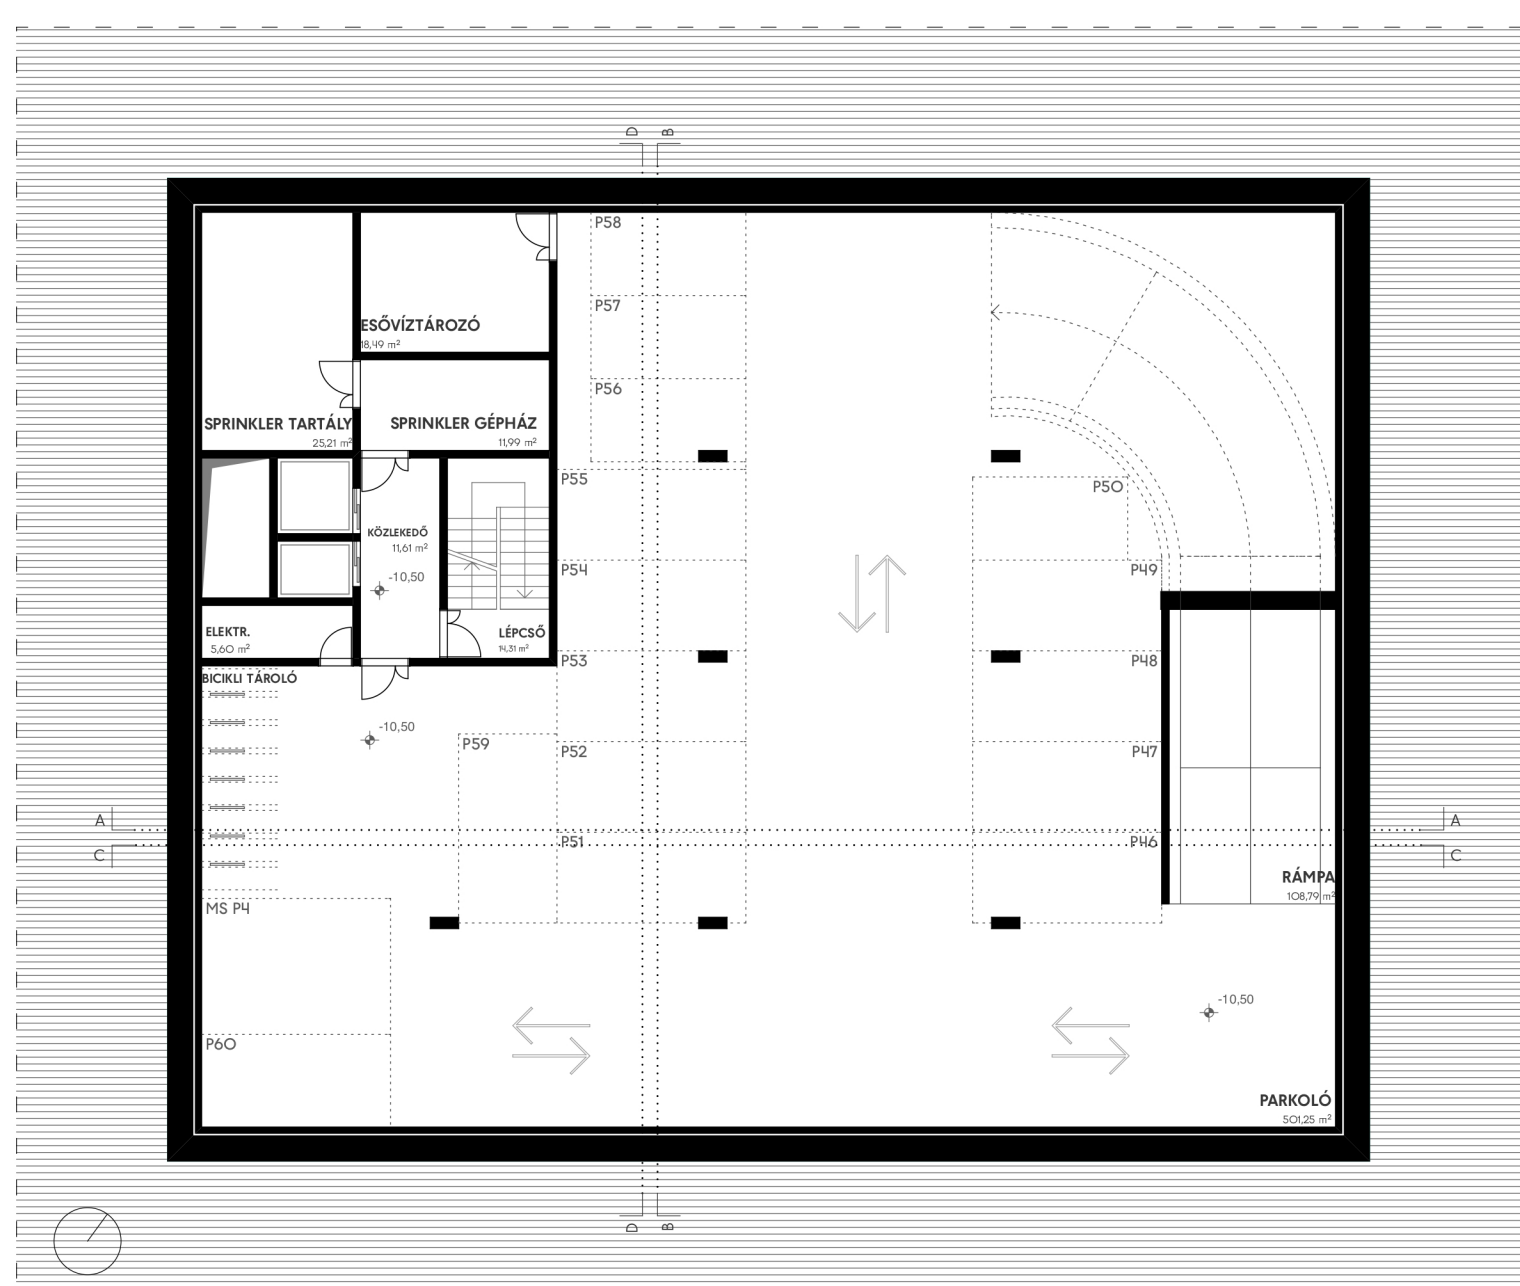 D B
P58
P57
ESŐVÍZTÁROZÓ
18,49 m²
P56
SPRINKLER TARTÁLY
25,21 m²
SPRINKLER GÉPHÁZ
11,99 m²
P55
P50
KÖZLEKEDŐ
11,61 m²
-10,50
P54
P49
ELEKTR.
5,60 m²
LÉPCSŐ
14,31 m²
P53
P48
BICIKLI TÁROLÓ
-10,50
P59
P52
P47
A
A
P51
P46
C
C
RÁMPA
108,79 m²
MS P4
-10,50
P60
PARKOLÓ
501,25 m²
D B